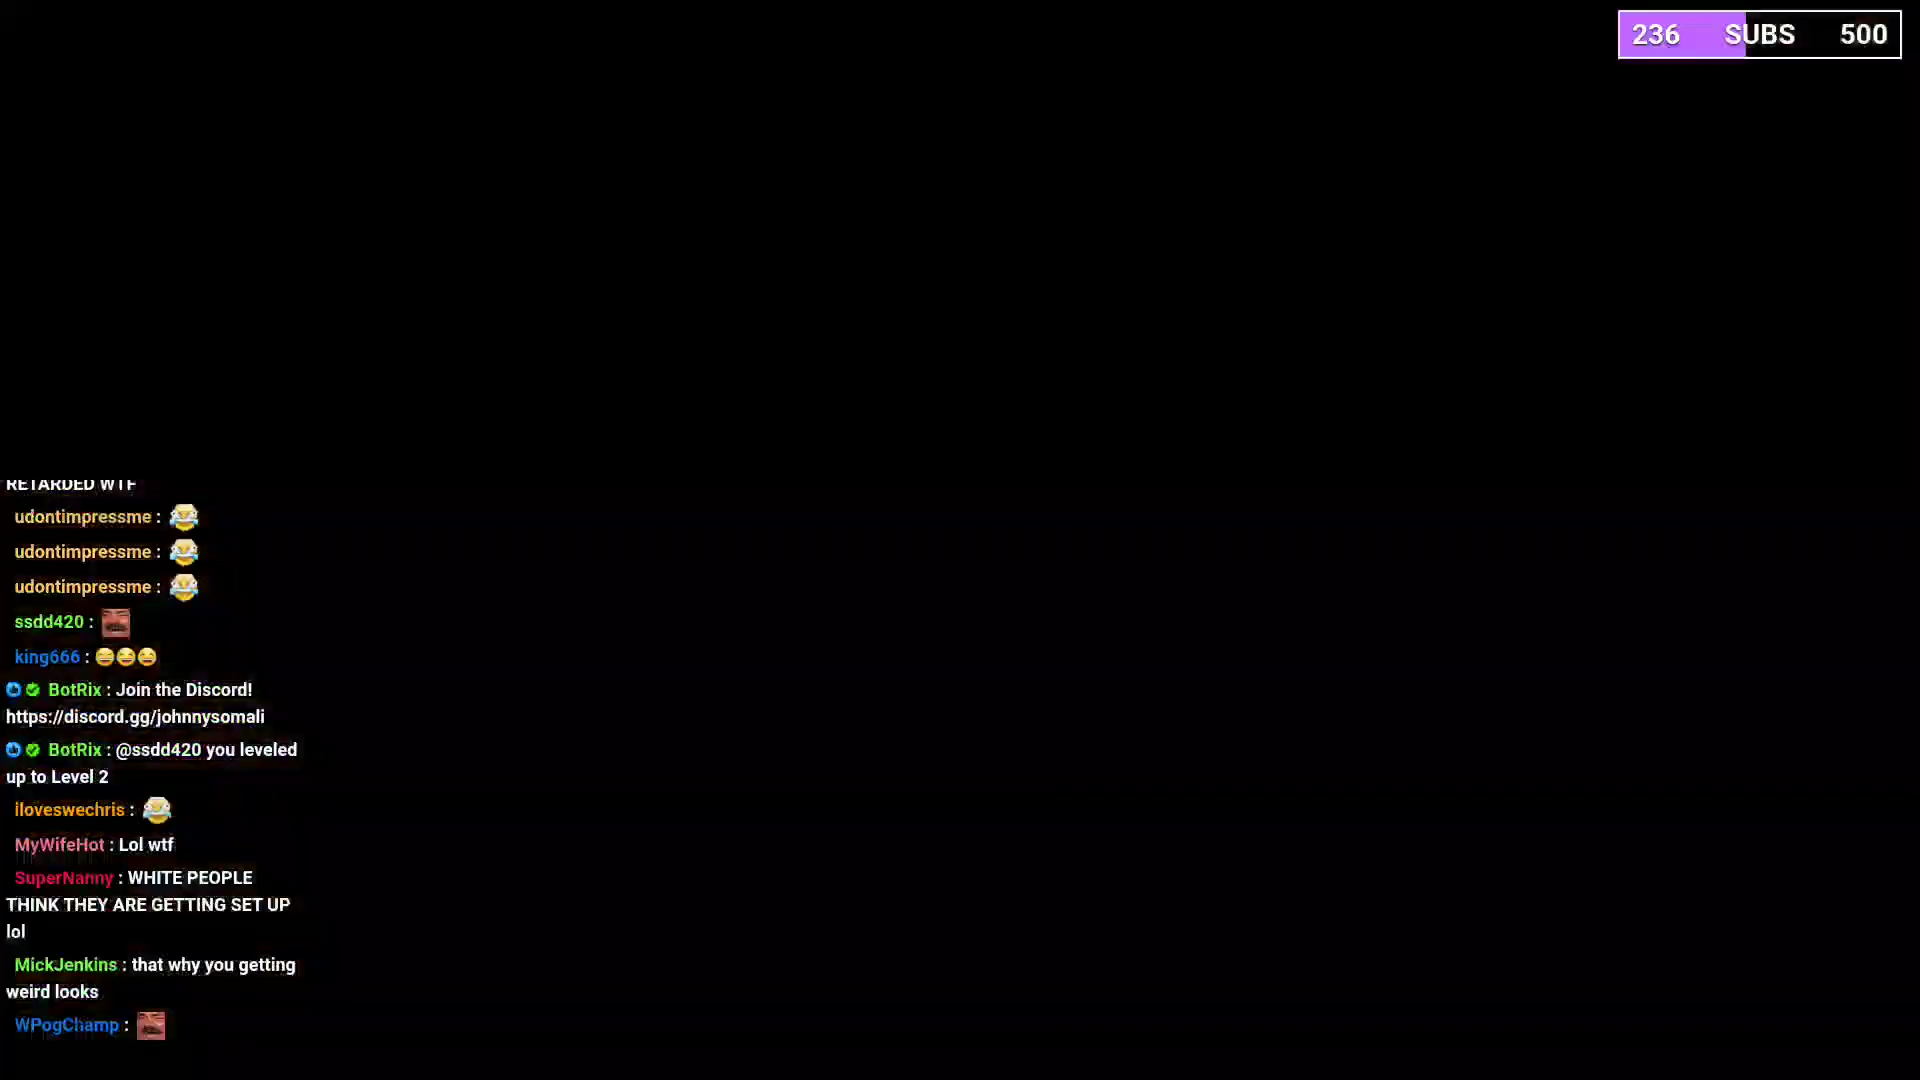 236 SUBS 500
RETARDED WTF
udontimpressme :
udontimpressme :
udontimpressme :
ssdd420 :
king666 : 😂😂😂
BotRix : Join the Discord!
https://discord.gg/johnnysomali
BotRix : @ssdd420 you leveled
up to Level 2
iloveswechris :
MyWifeHot : Lol wtf
SuperNanny : WHITE PEOPLE
THINK THEY ARE GETTING SET UP
lol
MickJenkins : that why you getting
weird looks
WPogChamp :